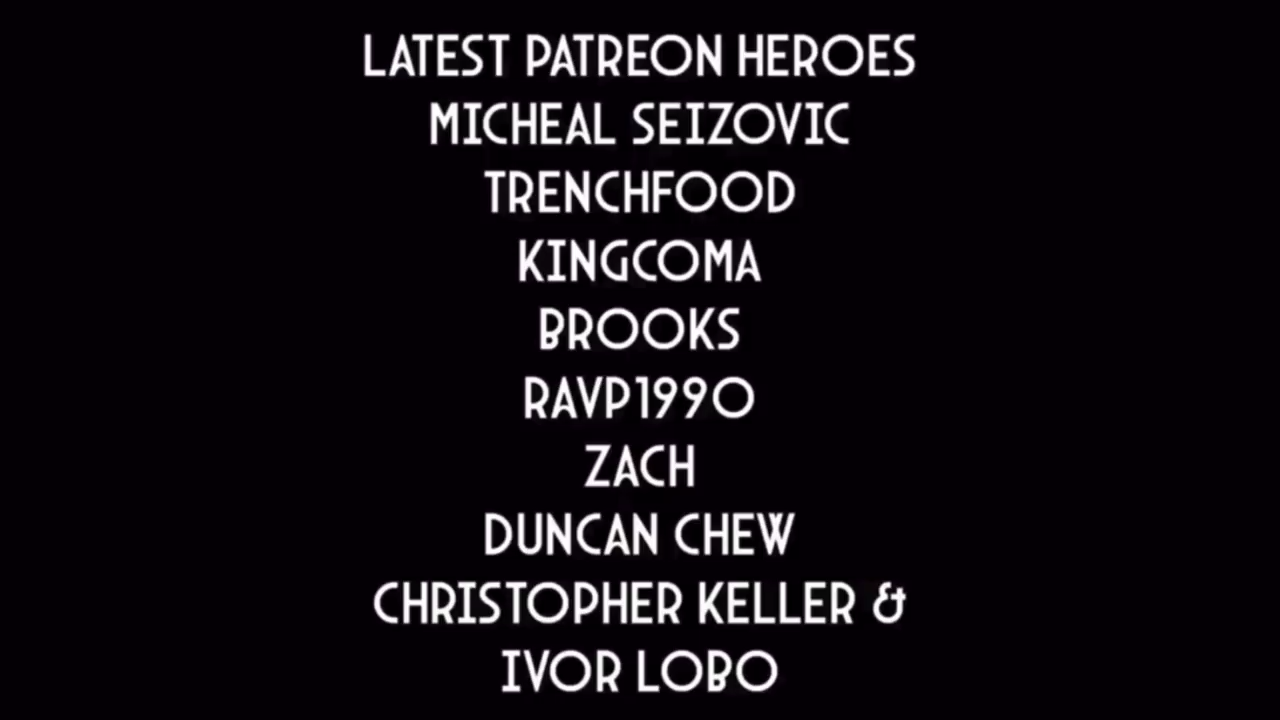 LATEST PATREON HEROES
MICHEAL SEIZOVIC
TRENCHFOOD
KINGCOMA
BROOKS
RAVP1990
ZACH
DUNCAN CHEW
CHRISTOPHER KELLER &
IVOR LOBO